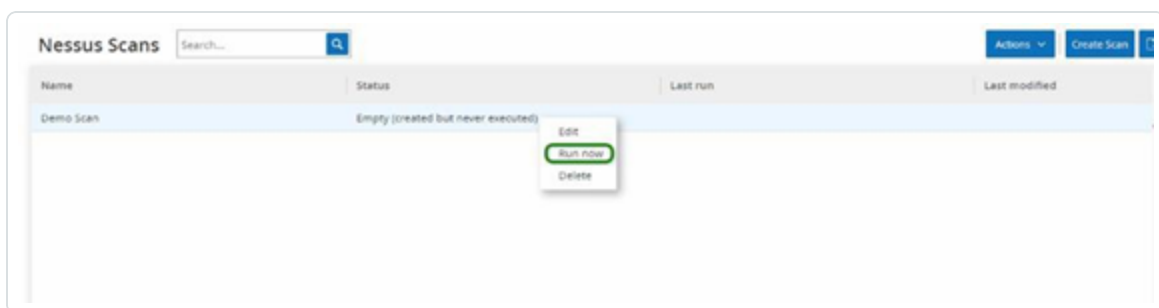 Nessus Scans Search... Actions Create Scan
Name Status Last run Last modified
Demo Scan Empty (created but never executed)
Edit
Run now
Delete